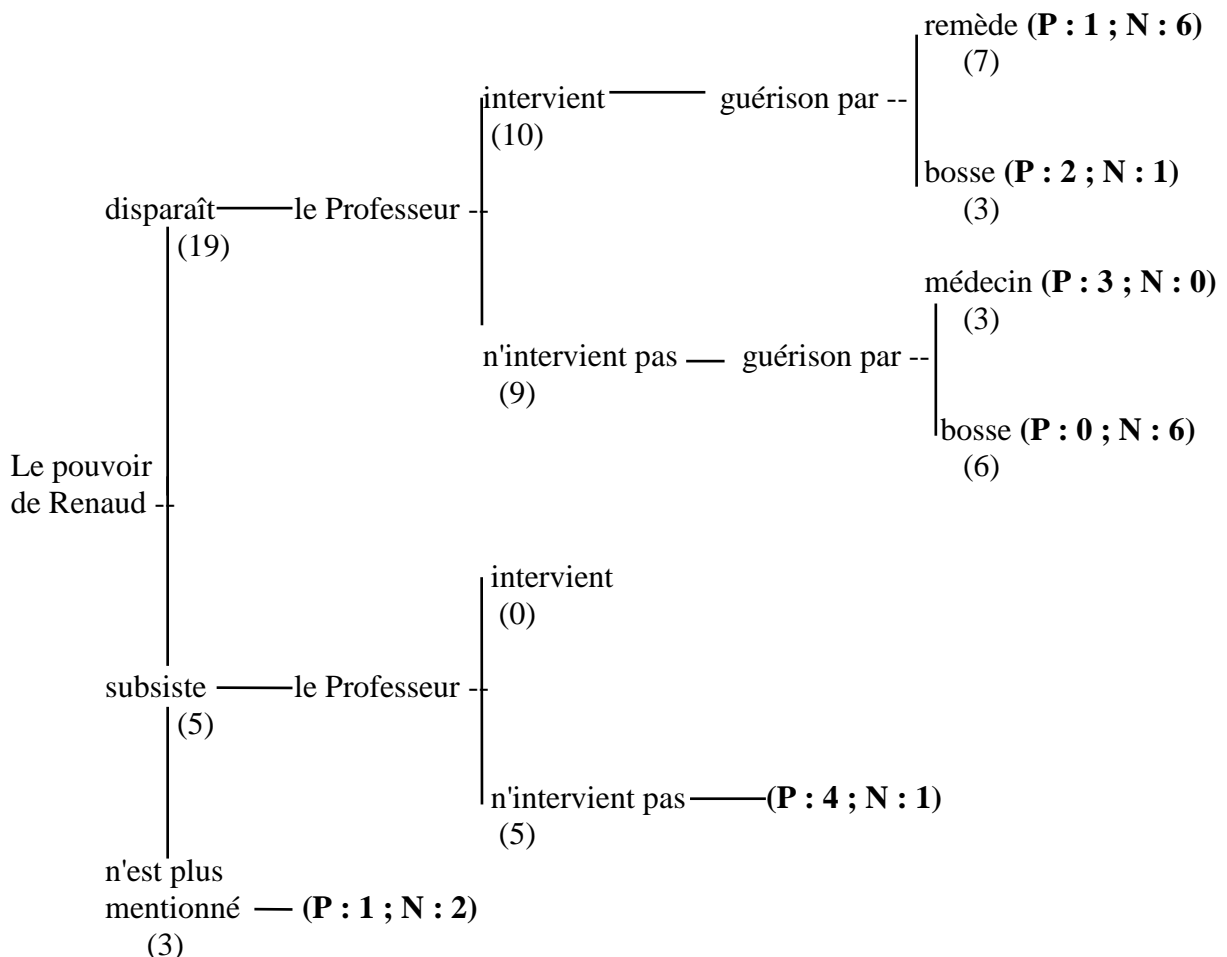 remède (P : 1 ; N : 6)
(7)
intervient guérison par --
(10)
bosse (P : 2 ; N : 1)
(3)
disparaît le Professeur --
(19)
médecin (P : 3 ; N : 0)
(3)
n'intervient pas guérison par --
(9)
bosse (P : 0 ; N : 6)
(6)
Le pouvoir
de Renaud --
intervient
(0)
subsiste le Professeur --
(5)
n'intervient pas (P : 4 ; N : 1)
(5)
n'est plus
mentionné (P : 1 ; N : 2)
(3)